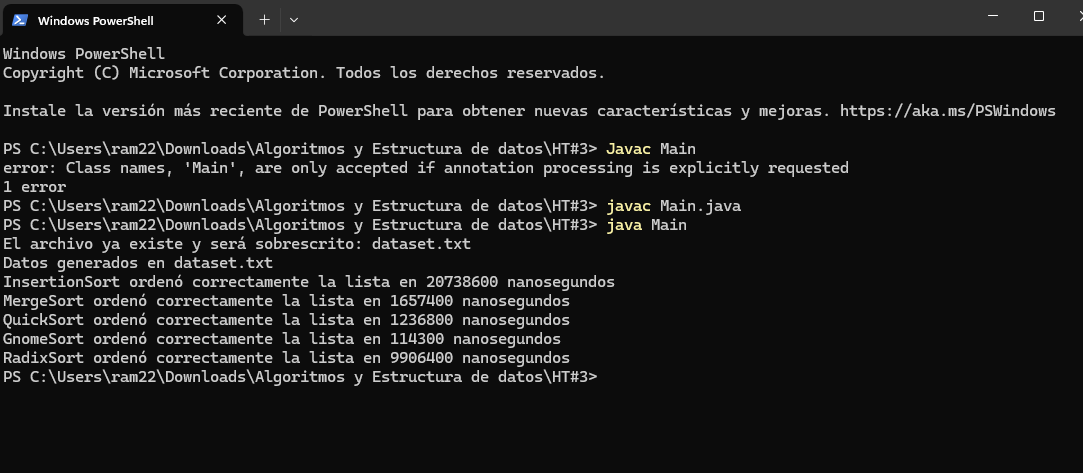 Windows PowerShell
Windows PowerShell
Copyright (C) Microsoft Corporation. Todos los derechos reservados.
Instale la versión más reciente de PowerShell para obtener nuevas características y mejoras. https://aka.ms/PSWindows
PS C:\Users\ram22\Downloads\Algoritmos y Estructura de datos\HT#3> Javac Main
error: Class names, 'Main', are only accepted if annotation processing is explicitly requested
1 error
PS C:\Users\ram22\Downloads\Algoritmos y Estructura de datos\HT#3> javac Main.java
PS C:\Users\ram22\Downloads\Algoritmos y Estructura de datos\HT#3> java Main
El archivo ya existe y será sobrescrito: dataset.txt
Datos generados en dataset.txt
InsertionSort ordenó correctamente la lista en 20738600 nanosegundos
MergeSort ordenó correctamente la lista en 1657400 nanosegundos
QuickSort ordenó correctamente la lista en 1236800 nanosegundos
GnomeSort ordenó correctamente la lista en 114300 nanosegundos
RadixSort ordenó correctamente la lista en 9906400 nanosegundos
PS C:\Users\ram22\Downloads\Algoritmos y Estructura de datos\HT#3>